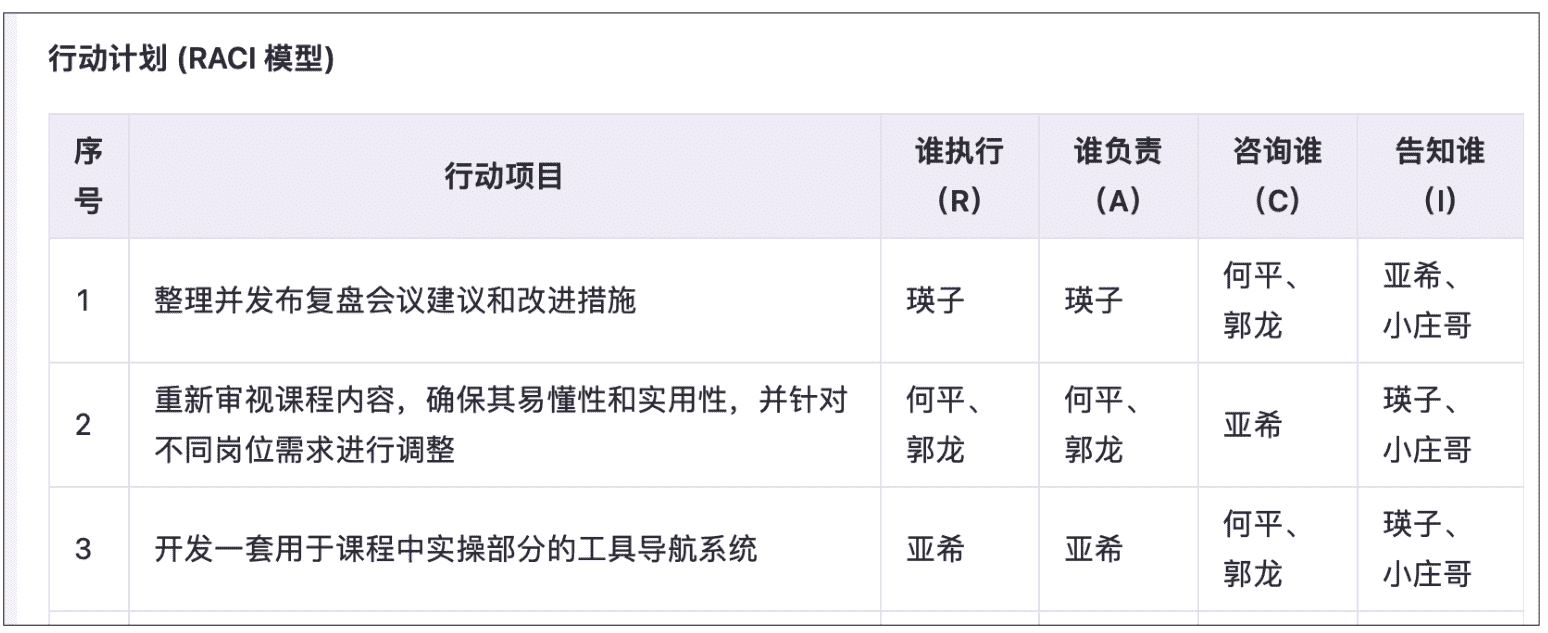 行动计划 (RACI 模型)
序号 行动项目 谁执行（R） 谁负责（A） 咨询谁（C） 告知谁（I）
1 整理并发布复盘会议建议和改进措施 瑛子 瑛子 何平、郭龙 亚希、小庄哥
2 重新审视课程内容，确保其易懂性和实用性，并针对不同岗位需求进行调整 何平、郭龙 何平、郭龙 亚希 瑛子、小庄哥
3 开发一套用于课程中实操部分的工具导航系统 亚希 亚希 何平、郭龙 瑛子、小庄哥